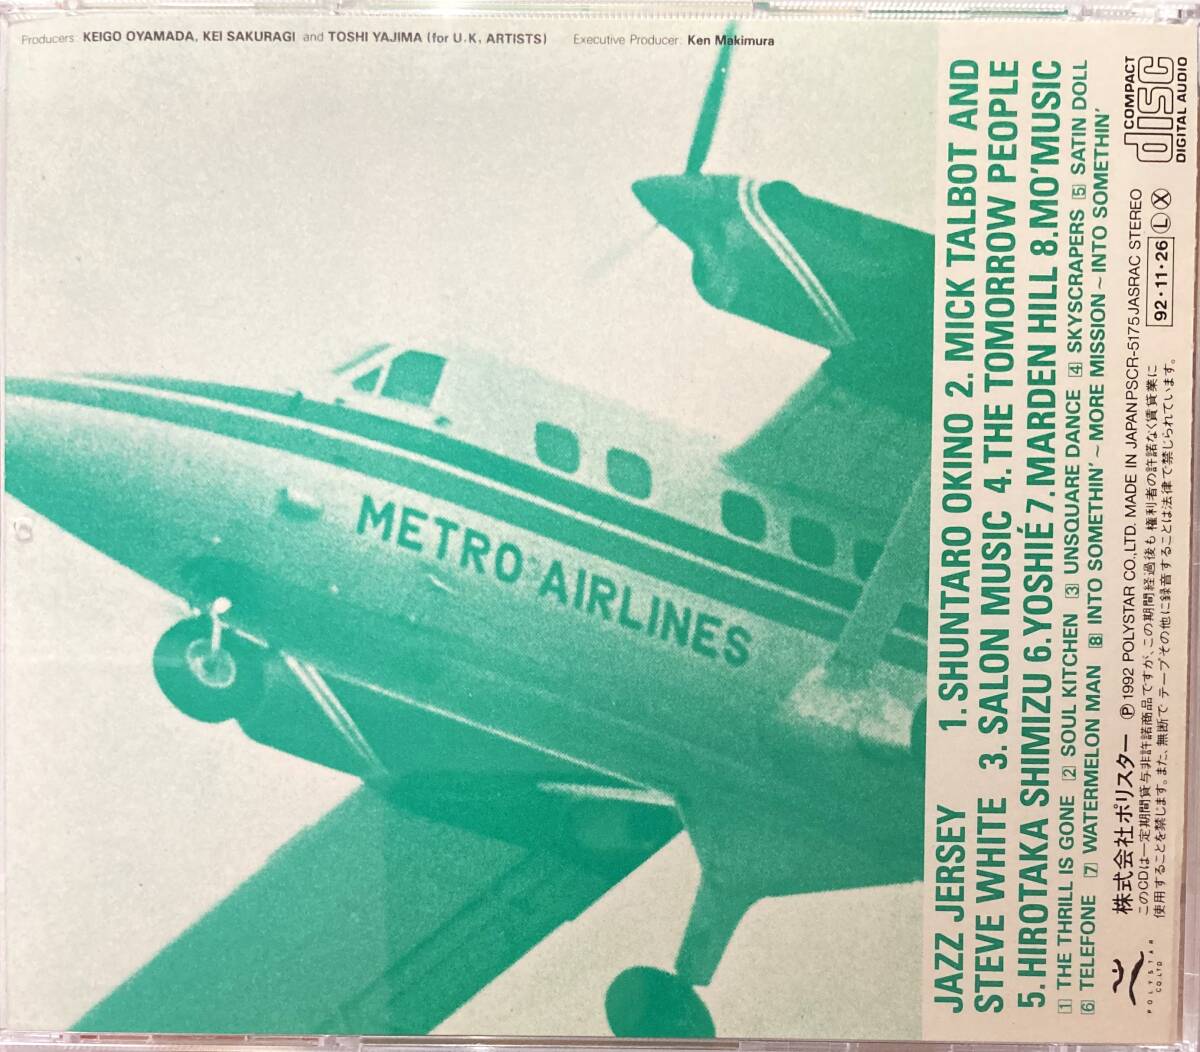 Producers: KEIGO OYAMADA, KEI SAKURAGI and TOSHI YAJIMA (for U.K, ARTISTS) Executive Producer: Ken Makimura
METRO AIRLINES
JAZZ JERSEY 1.SHUNTARO OKINO 2. MICK TALBOT AND
STEVE WHITE 3. SALON MUSIC 4. THE TOMORROW PEOPLE
5. HIROTAKA SHIMIZU 6.YOSHIÉ 7. MARDEN HILL 8.MO'MUSIC
1 THE THRILL IS GONE 2 SOUL KITCHEN 3 UNSQUARE DANCE 4 SKYSCRAPERS 5 SATIN DOLL
6 TELEFONE 7 WATERMELON MAN 8 INTO SOMETHIN' ~ MORE MISSION ~ INTO SOMETHIN'
株式会社ポリスター Ⓟ 1992 POLYSTAR CO.,LTD. MADE IN JAPAN PSCR-5175 JASRAC STEREO
このCDは一定期間貸与非許諾商品ですが、この期間経過後も権利者の許諾なく賃貸業に
使用することを禁じます。また、無断でテープその他に録音することは法律で禁じられています。
92・11・26 Ⓛ Ⓧ
COMPACT
disc
DIGITAL AUDIO
POLYSTAR
CO.,LTD.